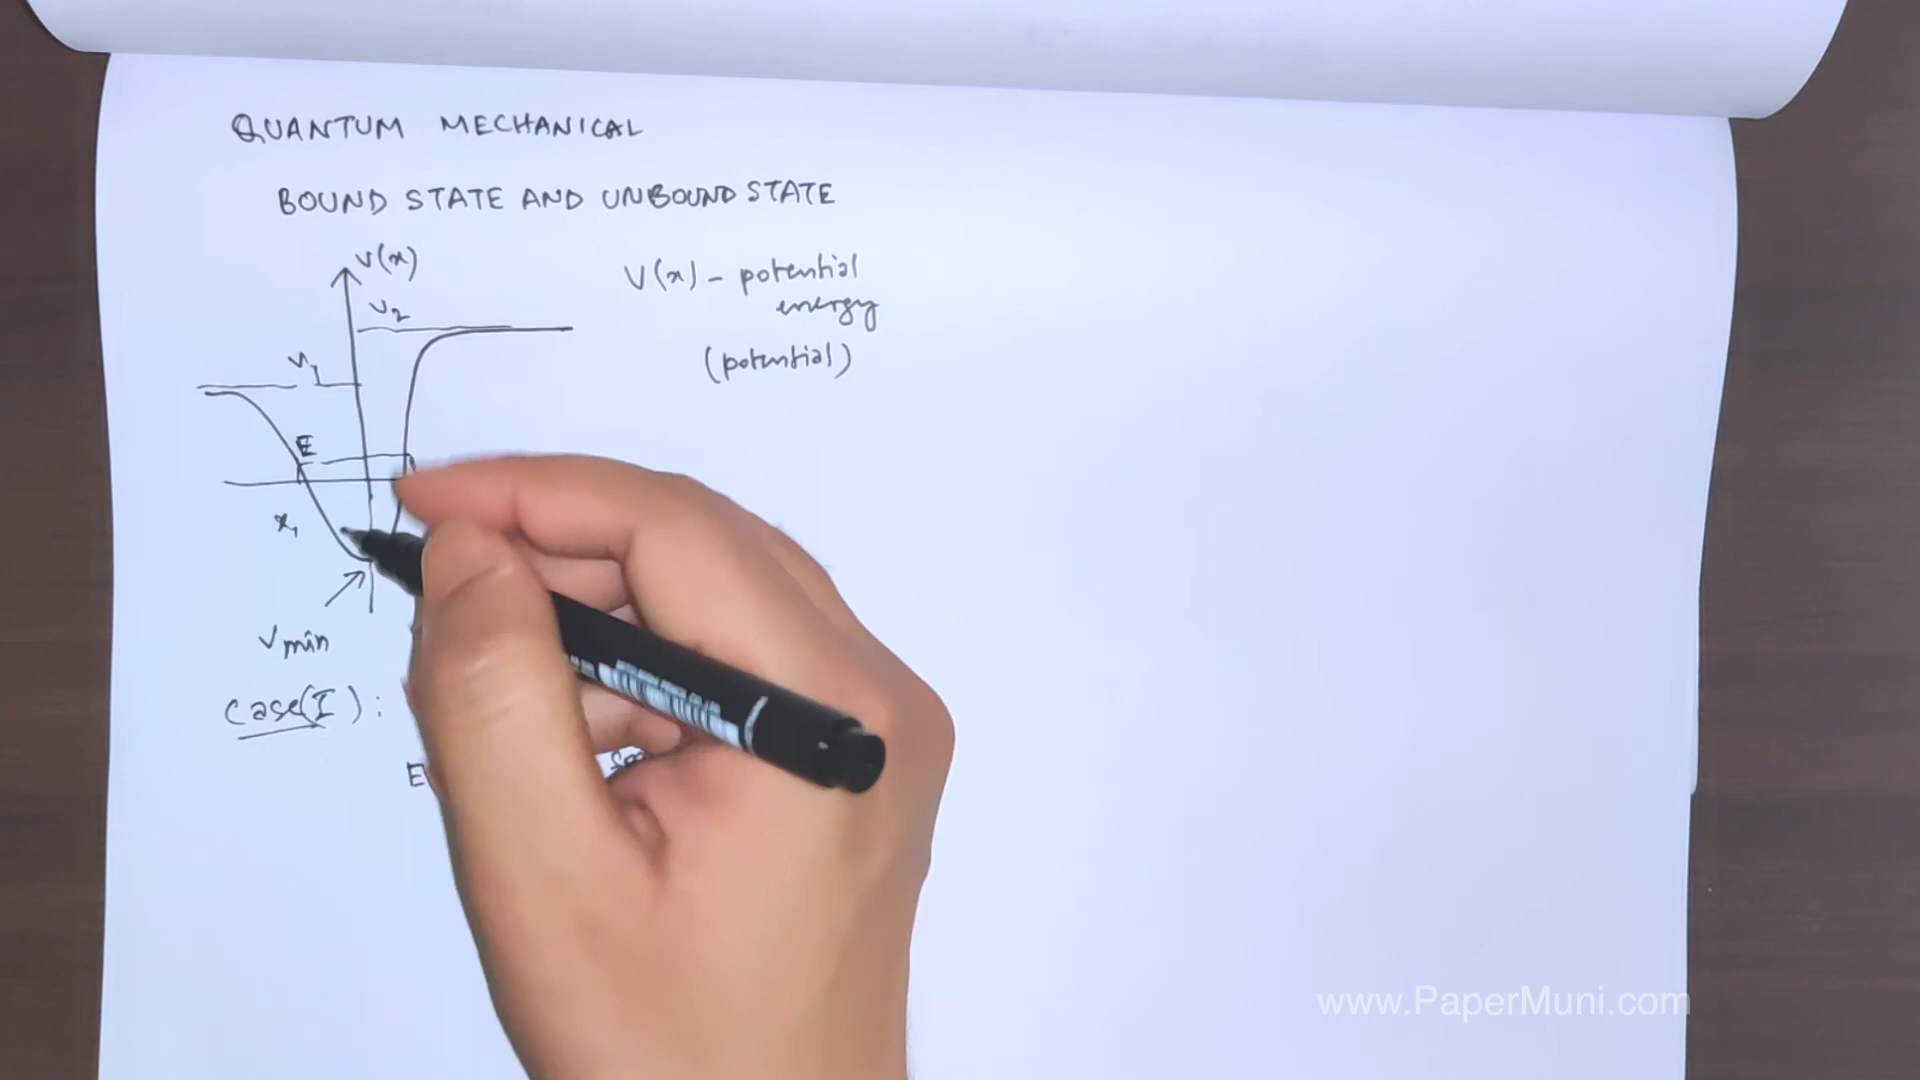 QUANTUM MECHANICAL
BOUND STATE AND UNBOUND STATE
V(x)
V(x) - potential
energy
V2
V1
(potential)
E
x1
Vmin
Case(I):
E
www.PaperMuni.com